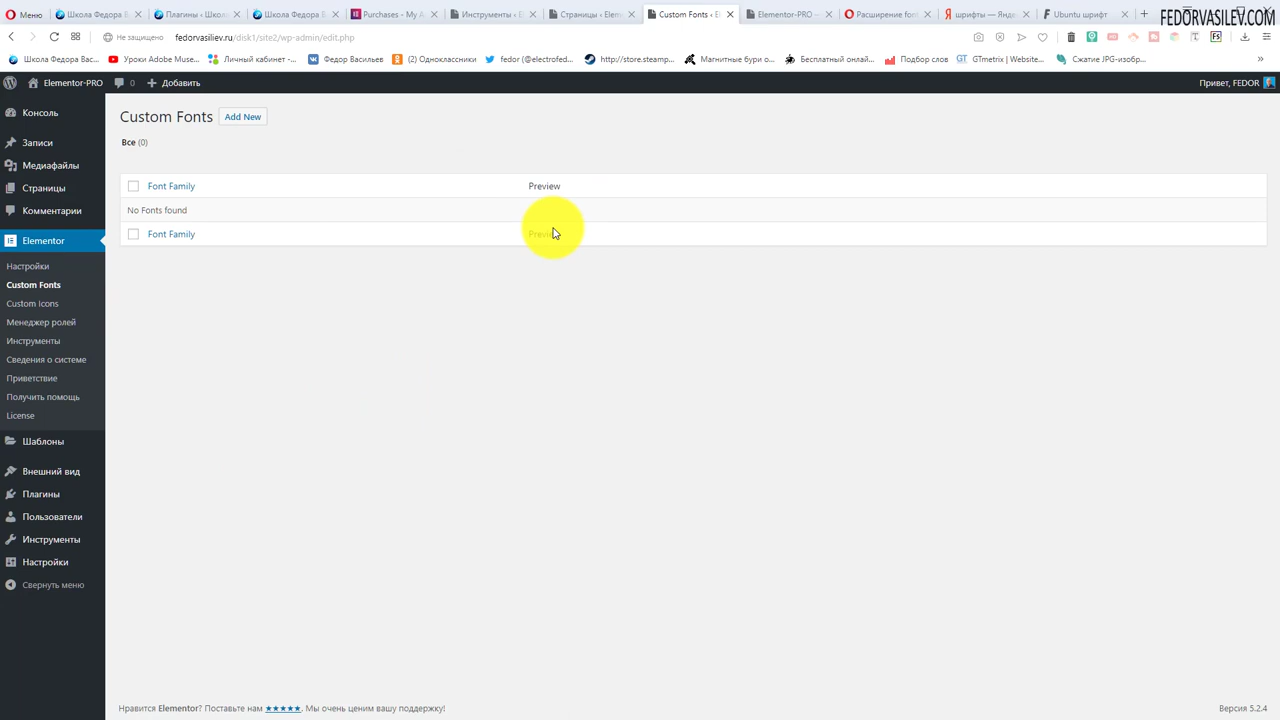 Меню
Школа Федора В
Плагины ‹ Школа
Школа Федора В
Purchases - My A
Инструменты ‹ E
Страницы ‹ Elem
Custom Fonts ‹ E
Elementor-PRO –
Расширение font
шрифты — Янд
Ubuntu шрифт
FEDORVASILEV.COM
Не защищено
fedorvasiliev.ru/disk1/site2/wp-admin/edit.php
Школа Федора Васи...
Уроки Adobe Muse...
Личный кабинет -...
Федор Васильев
(2) Одноклассники
fedor (@electrofed...
http://store.steamp...
Магнитные бури о...
Бесплатный онлай...
Подбор слов
GTmetrix | Website...
Сжатие JPG-изобр...
Elementor-PRO
0
Добавить
Привет, FEDOR
Консоль
Записи
Медиафайлы
Страницы
Комментарии
Elementor
Настройки
Custom Fonts
Custom Icons
Менеджер ролей
Инструменты
Сведения о системе
Приветствие
Получить помощь
License
Шаблоны
Внешний вид
Плагины
Пользователи
Инструменты
Настройки
Свернуть меню
Custom Fonts
Add New
Все (0)
Font Family
Preview
No Fonts found
Font Family
Preview
Нравится Elementor? Поставьте нам ★★★★★. Мы очень ценим вашу поддержку!
Версия 5.2.4